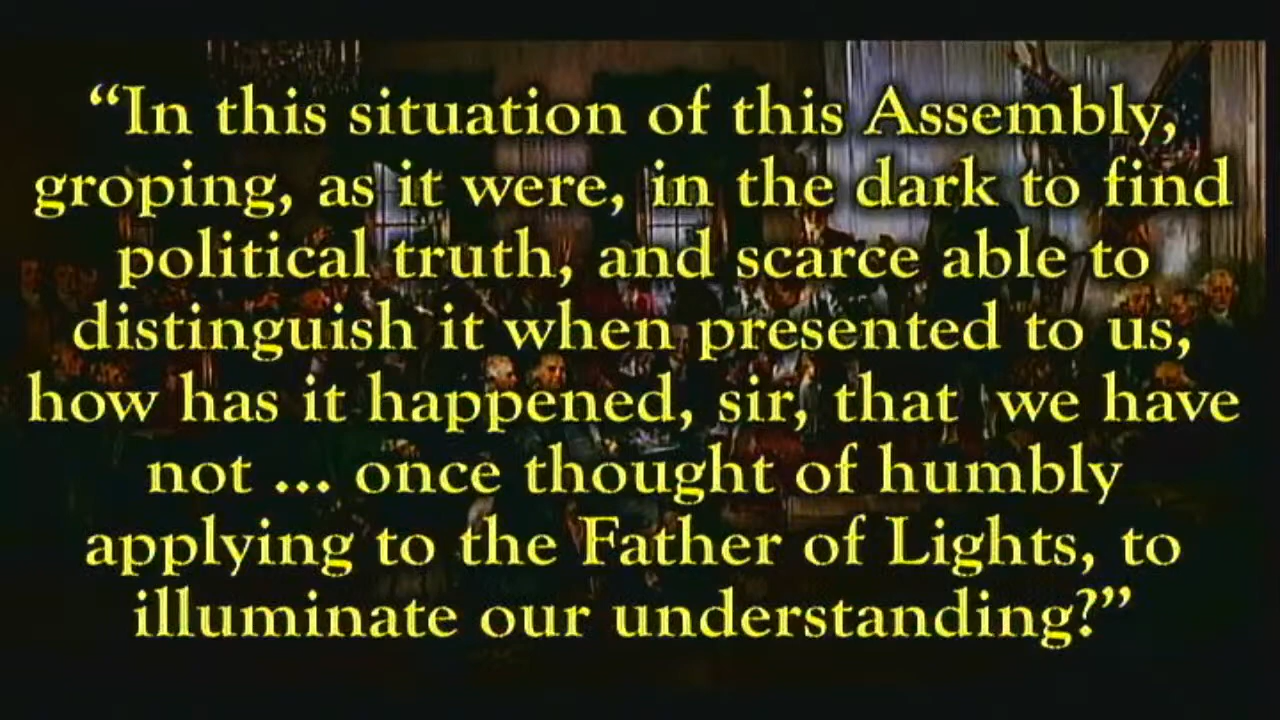 “In this situation of this Assembly,
groping, as it were, in the dark to find
political truth, and scarce able to
distinguish it when presented to us,
how has it happened, sir, that  we have
not ... once thought of humbly
applying to the Father of Lights, to
illuminate our understanding?”